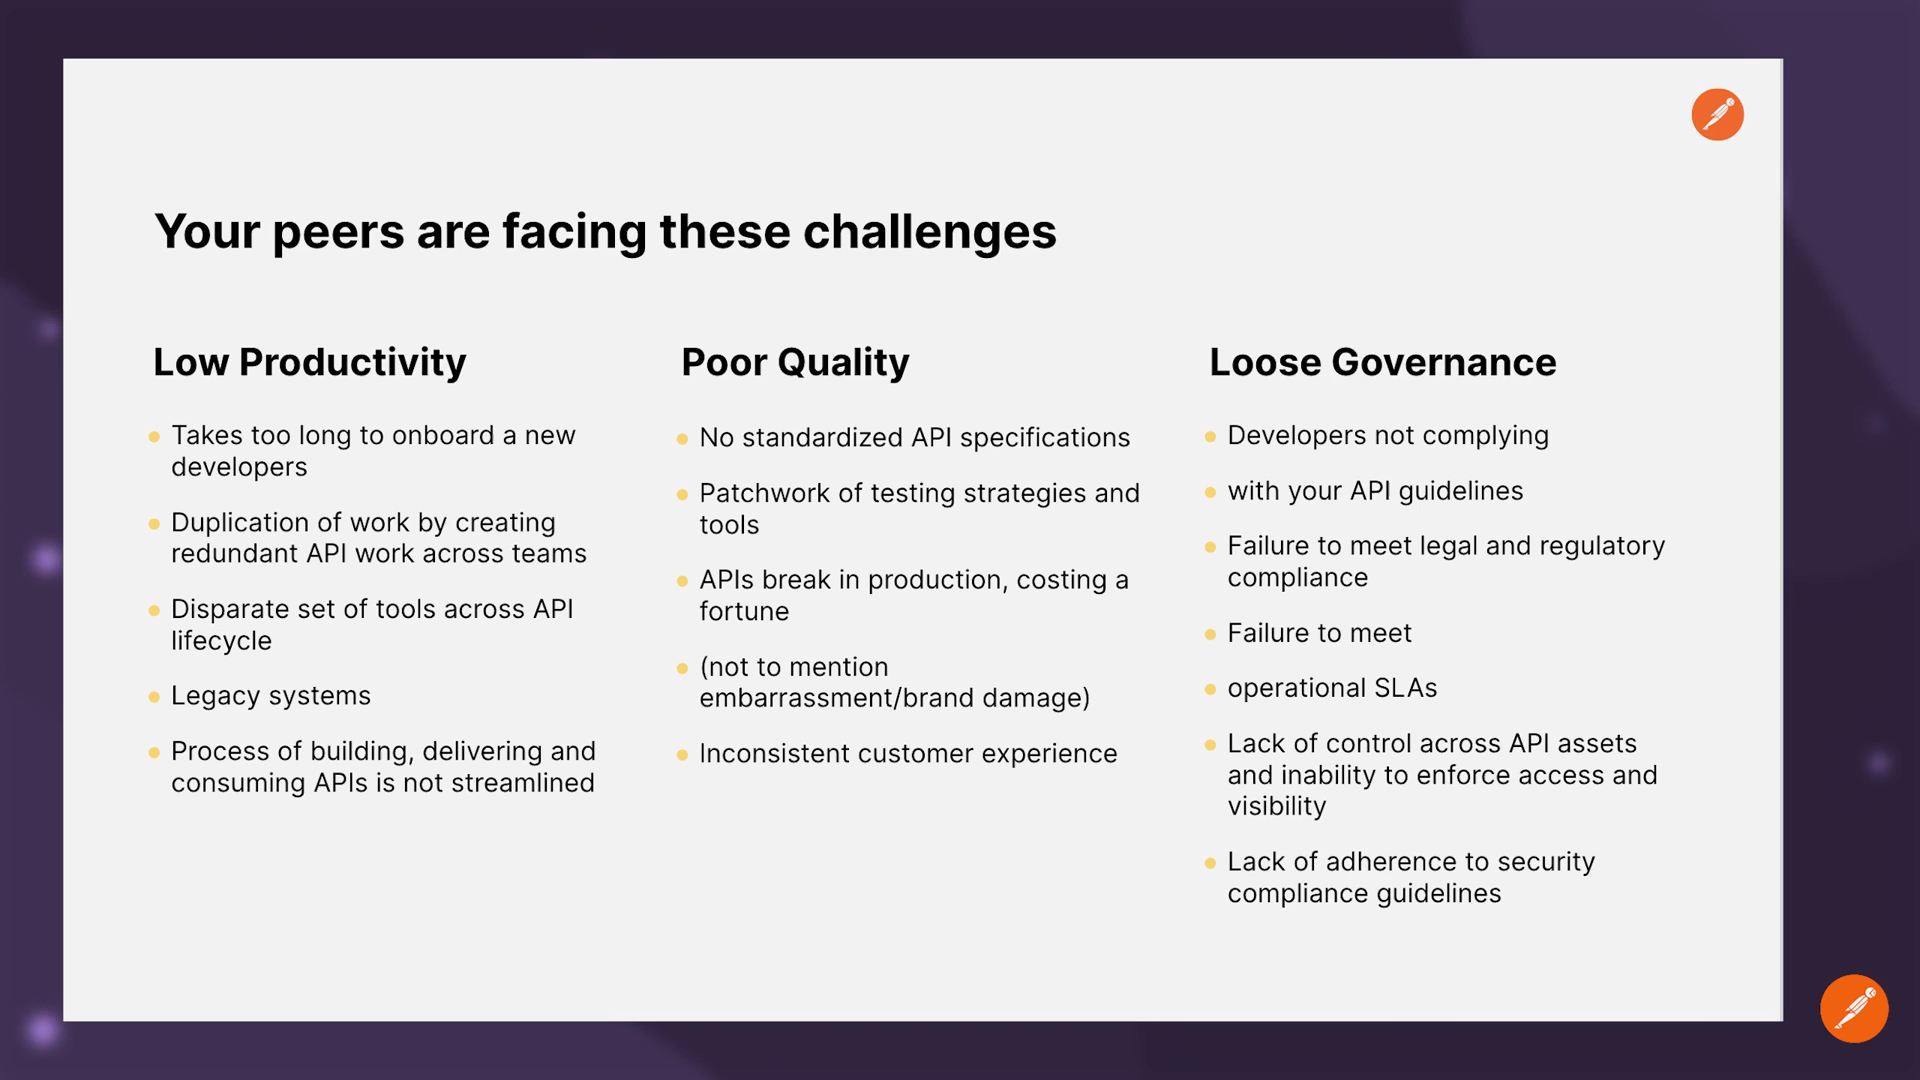 Your peers are facing these challenges
Low Productivity
Takes too long to onboard a new
developers
Duplication of work by creating
redundant API work across teams
Disparate set of tools across API
lifecycle
Legacy systems
Process of building, delivering and
consuming APIs is not streamlined
Poor Quality
No standardized API specifications
Patchwork of testing strategies and
tools
APIs break in production, costing a
fortune
(not to mention
embarrassment/brand damage)
Inconsistent customer experience
Loose Governance
Developers not complying
with your API guidelines
Failure to meet legal and regulatory
compliance
Failure to meet
operational SLAs
Lack of control across API assets
and inability to enforce access and
visibility
Lack of adherence to security
compliance guidelines